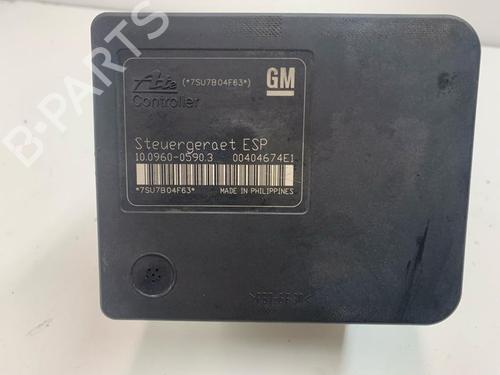 Ate (*7SU7B04F63*) GM
Controller
Steuergeraet ESP
10.0960-0590.3 00404674E1
*7SU7B04F63* MADE IN PHILIPPINES
B-PARTS